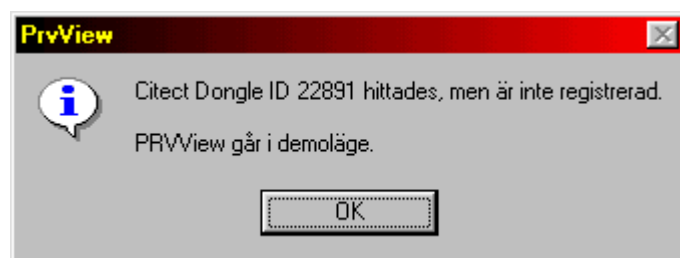 PrvView
Citect Dongle ID 22891 hittades, men är inte registrerad.
PRVView går i demoläge.
OK